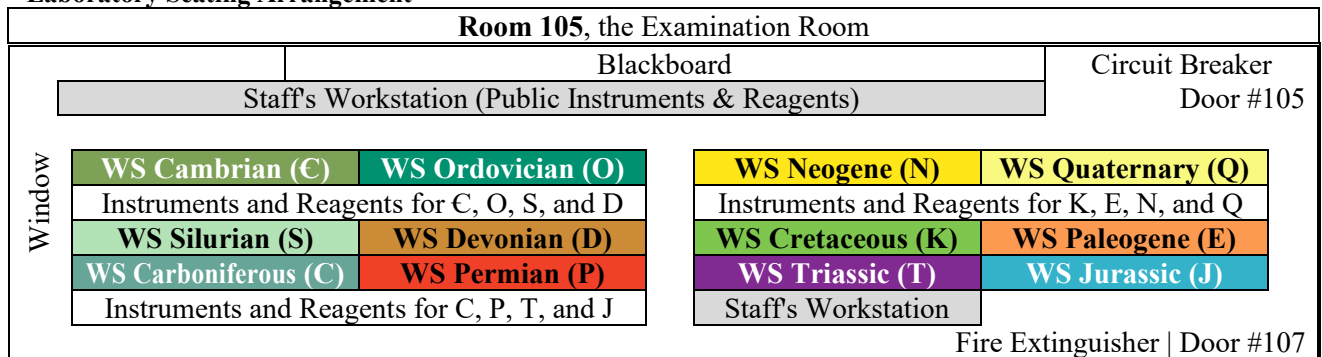 Laboratory Seating Arrangement
Room 105, the Examination Room
Blackboard
Circuit Breaker
Staff's Workstation (Public Instruments & Reagents)
Door #105
Window
WS Cambrian (Є) WS Ordovician (O) WS Neogene (N) WS Quaternary (Q)
Instruments and Reagents for Є, O, S, and D Instruments and Reagents for K, E, N, and Q
WS Silurian (S) WS Devonian (D) WS Cretaceous (K) WS Paleogene (E)
WS Carboniferous (C) WS Permian (P) WS Triassic (T) WS Jurassic (J)
Instruments and Reagents for C, P, T, and J Staff's Workstation
Fire Extinguisher | Door #107